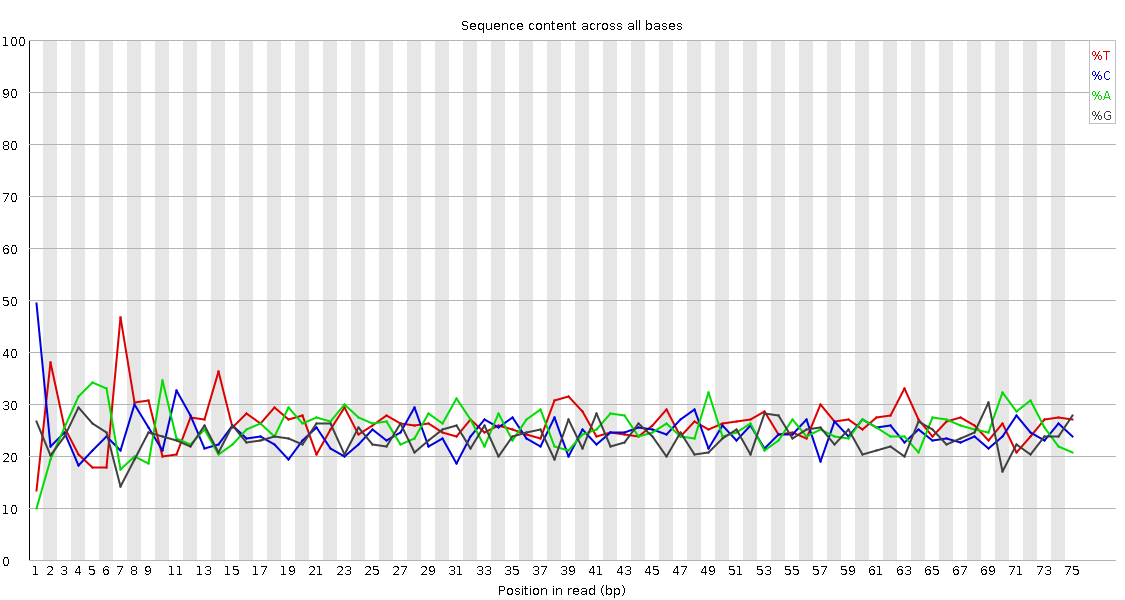 Sequence content across all bases
100
90
80
70
60
50
40
30
20
10
0
%T
%C
%A
%G
1 2 3 4 5 6 7 8 9 11 13 15 17 19 21 23 25 27 29 31 33 35 37 39 41 43 45 47 49 51 53 55 57 59 61 63 65 67 69 71 73 75
Position in read (bp)